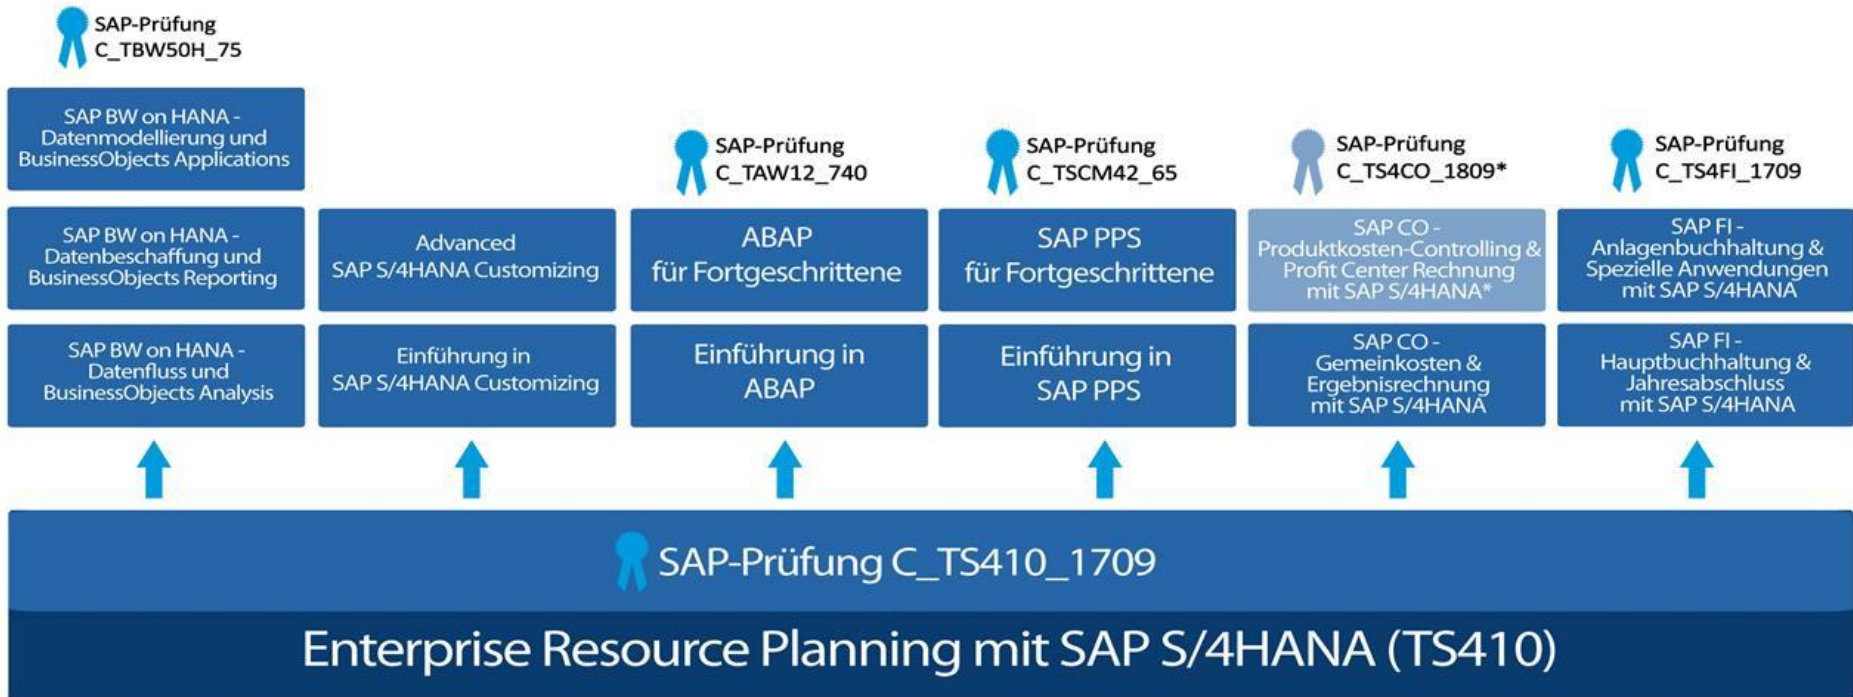 SAP-Prüfung
C_TBW50H_75
SAP BW on HANA -
Datenmodellierung und
BusinessObjects Applications
SAP BW on HANA -
Datenbeschaffung und
BusinessObjects Reporting
SAP BW on HANA -
Datenfluss und
BusinessObjects Analysis
Advanced
SAP S/4HANA Customizing
Einführung in
SAP S/4HANA Customizing
SAP-Prüfung
C_TAW12_740
ABAP
für Fortgeschrittene
Einführung in
ABAP
SAP-Prüfung
C_TSCM42_65
SAP PPS
für Fortgeschrittene
Einführung in
SAP PPS
SAP-Prüfung
C_TS4CO_1809*
SAP CO -
Produktkosten-Controlling &
Profit Center Rechnung
mit SAP S/4HANA*
SAP CO -
Gemeinkosten &
Ergebnisrechnung
mit SAP S/4HANA
SAP-Prüfung
C_TS4FI_1709
SAP FI -
Anlagenbuchhaltung &
Spezielle Anwendungen
mit SAP S/4HANA
SAP FI -
Hauptbuchhaltung &
Jahresabschluss
mit SAP S/4HANA
SAP-Prüfung C_TS410_1709
Enterprise Resource Planning mit SAP S/4HANA (TS410)